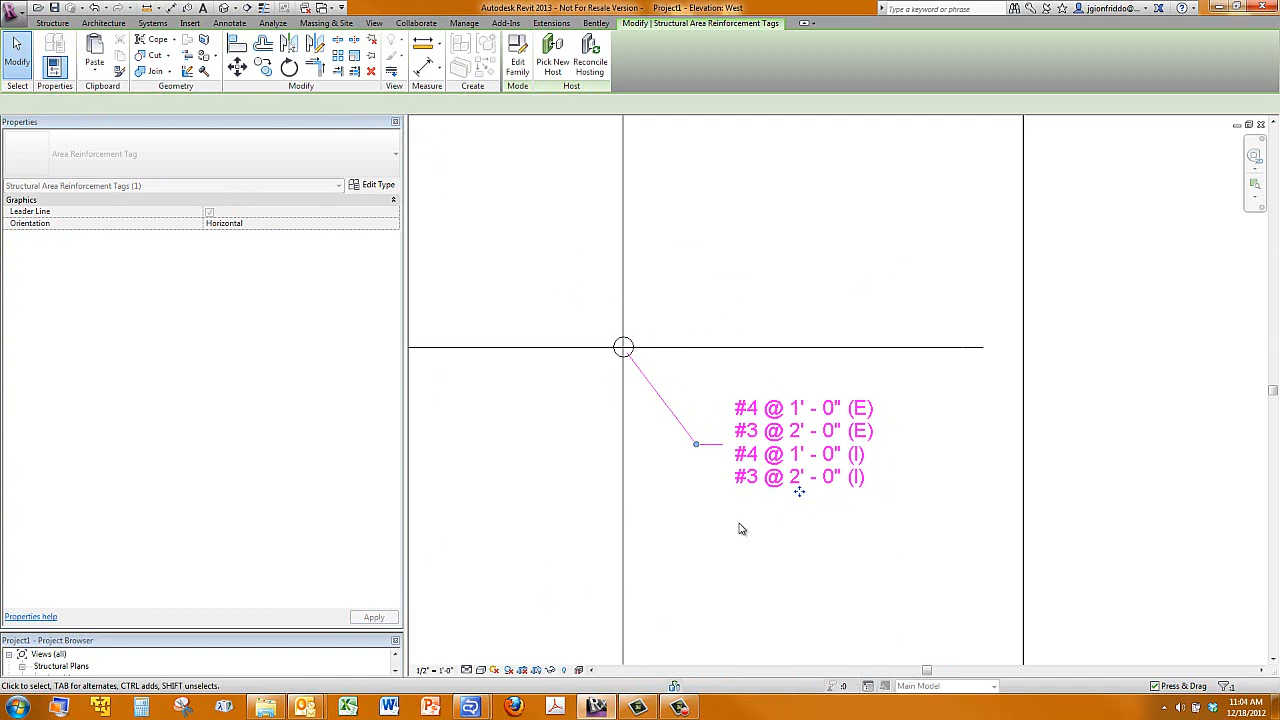 Autodesk Revit 2013 - Not For Resale Version - Project1 - Elevation: West
Type a keyword or phrase
jgionfriddo@...
Structure Architecture Systems Insert Annotate Analyze Massing & Site View Collaborate Manage Add-Ins Extensions Bentley Modify | Structural Area Reinforcement Tags
Modify
Paste
Cope
Cut
Join
Edit Family
Pick New Host
Reconcile Hosting
Select Properties Clipboard Geometry Modify View Measure Create Mode Host
Properties
Area Reinforcement Tag
Structural Area Reinforcement Tags (1)
Edit Type
Graphics
Leader Line
Orientation Horizontal
#4 @ 1' - 0" (E)
#3 @ 2' - 0" (E)
#4 @ 1' - 0" (I)
#3 @ 2' - 0" (I)
Properties help
Apply
Project1 - Project Browser
Views (all)
Structural Plans
1/2" = 1'-0"
Click to select, TAB for alternates, CTRL adds, SHIFT unselects.
:0
Main Model
Press & Drag
:1
11:04 AM
12/18/2012